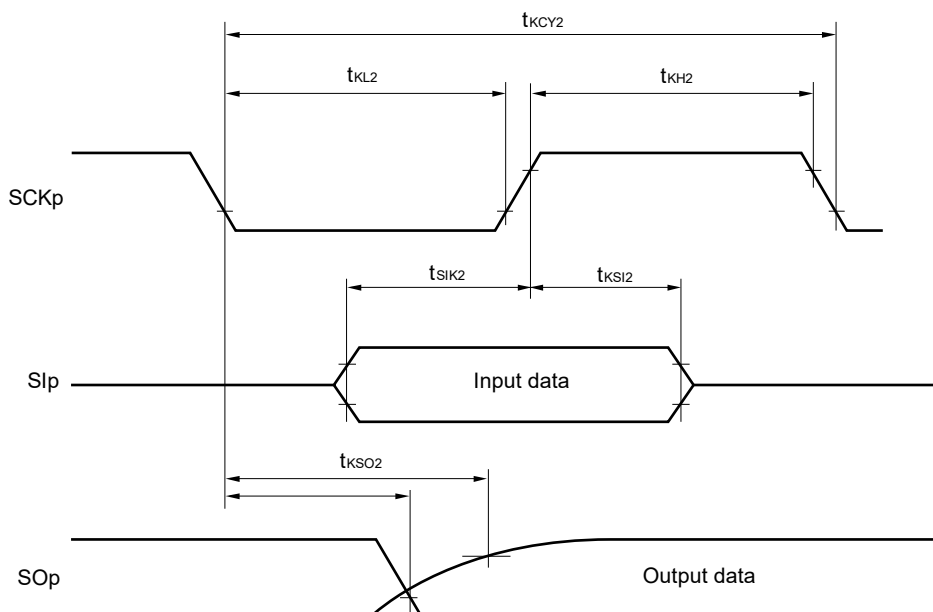 tKCY2
tKL2
tKH2
SCKp
tSIK2
tKSI2
SIp
Input data
tKSO2
SOp
Output data